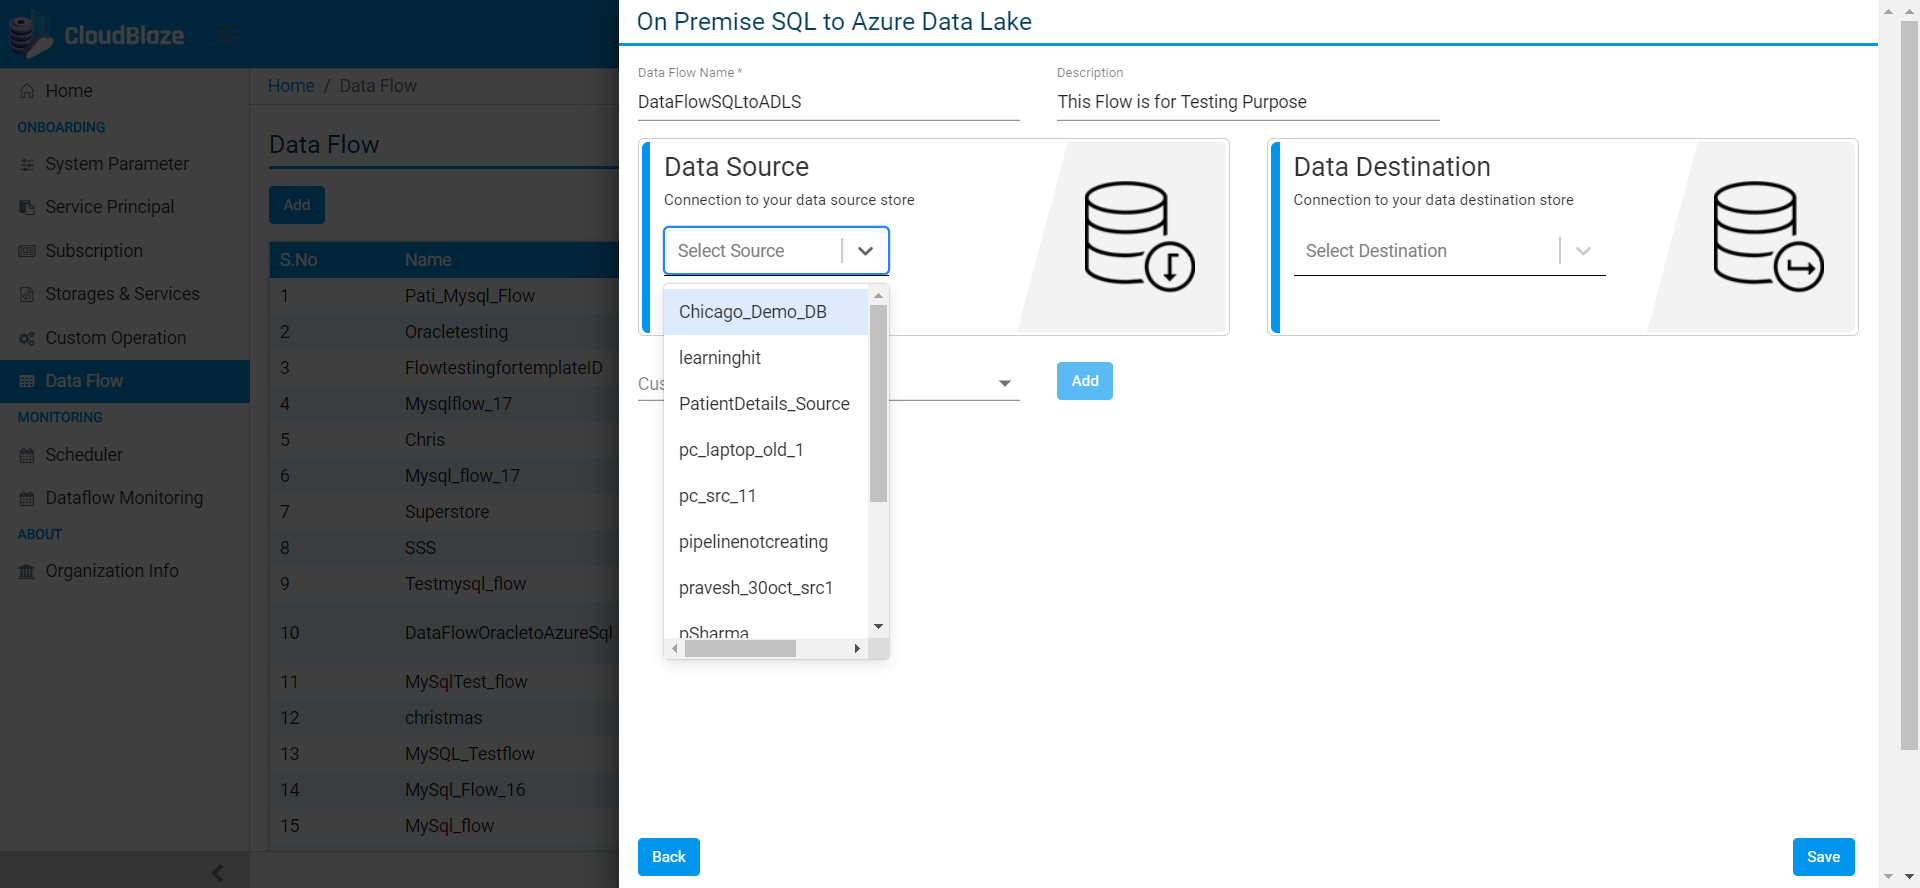 CloudBlaze
Home
ONBOARDING
System Parameter
Service Principal
Subscription
Storages & Services
Custom Operation
Data Flow
MONITORING
Scheduler
Dataflow Monitoring
ABOUT
Organization Info
Home / Data Flow
Data Flow
Add
S.No Name
1 Pati_Mysql_Flow
2 Oracletesting
3 FlowtestingfortemplateID
4 Mysqlflow_17
5 Chris
6 Mysql_flow_17
7 Superstore
8 SSS
9 Testmysql_flow
10 DataFlowOracletoAzureSql
11 MySqlTest_flow
12 christmas
13 MySQL_Testflow
14 MySql_Flow_16
15 MySql_flow
On Premise SQL to Azure Data Lake
Data Flow Name *
DataFlowSQLtoADLS
Description
This Flow is for Testing Purpose
Data Source
Connection to your data source store
Select Source
Chicago_Demo_DB
learninghit
PatientDetails_Source
pc_laptop_old_1
pc_src_11
pipelinenotcreating
pravesh_30oct_src1
pSharma
Data Destination
Connection to your data destination store
Select Destination
Cus
Add
Back
Save